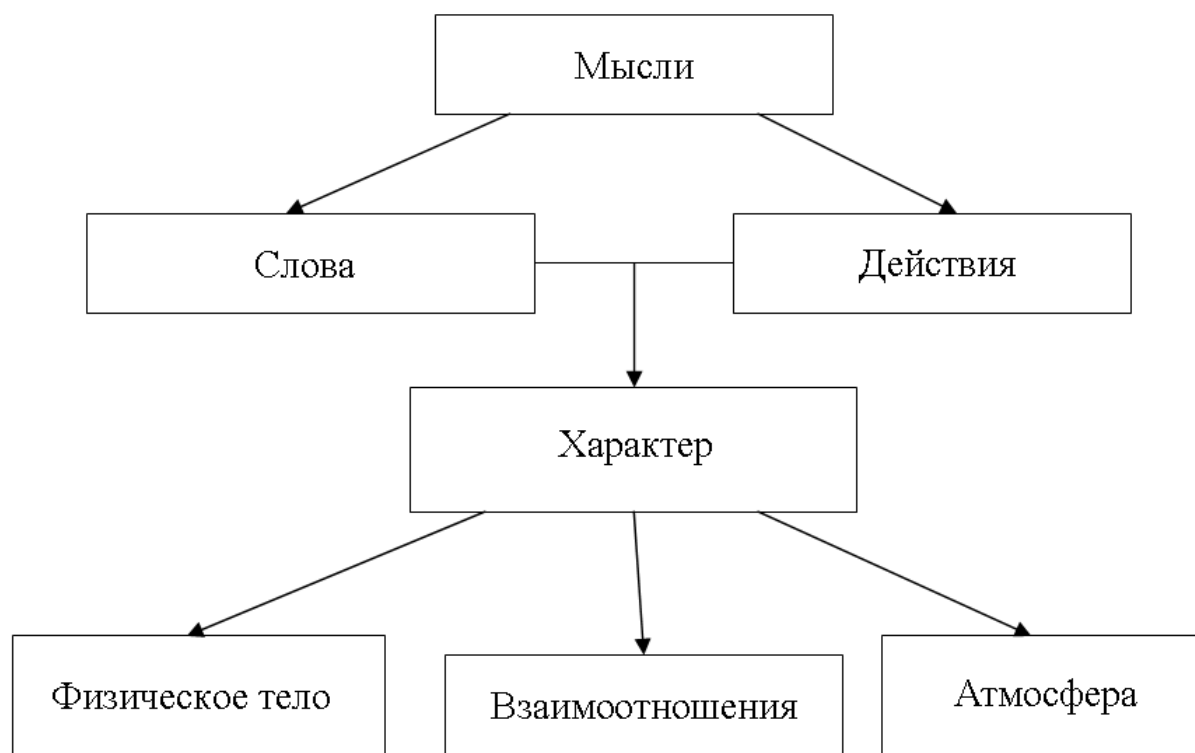 Мысли
Слова
Действия
Характер
Физическое тело
Взаимоотношения
Атмосфера